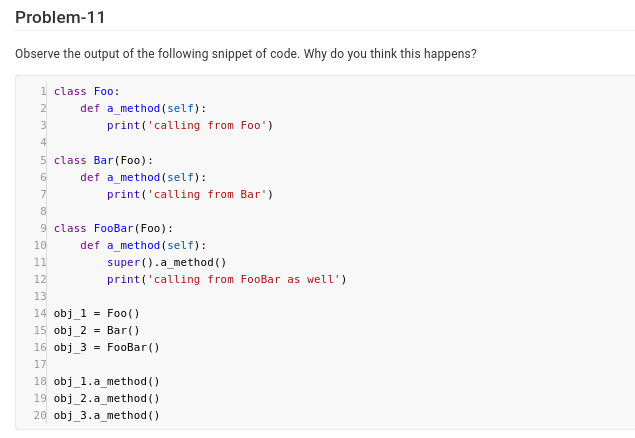 Problem-11
Observe the output of the following snippet of code. Why do you think this happens?
1 class Foo:
2     def a_method(self):
3         print('calling from Foo')
4
5 class Bar(Foo):
6     def a_method(self):
7         print('calling from Bar')
8
9 class FooBar(Foo):
10     def a_method(self):
11         super().a_method()
12         print('calling from FooBar as well')
13
14 obj_1 = Foo()
15 obj_2 = Bar()
16 obj_3 = FooBar()
17
18 obj_1.a_method()
19 obj_2.a_method()
20 obj_3.a_method()